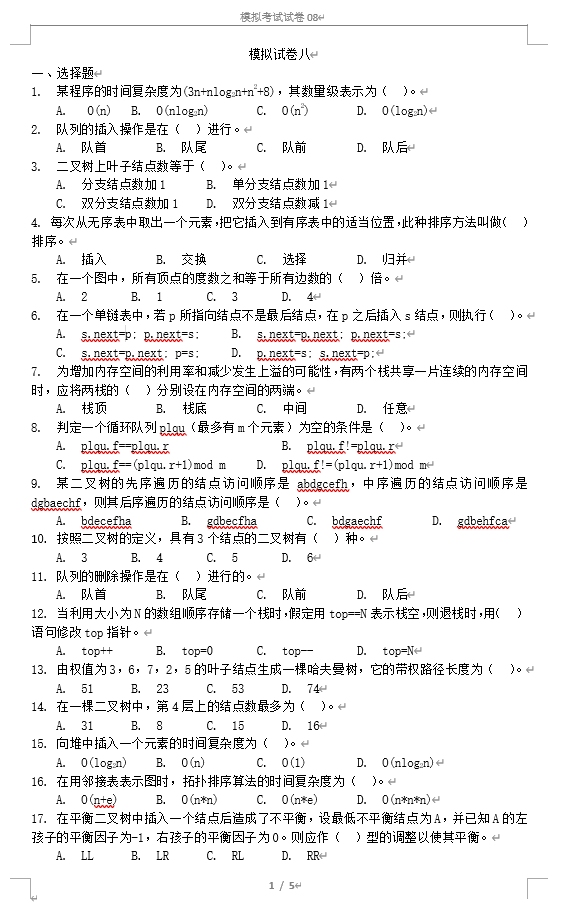 模拟考试试卷08
模拟试卷八
一、选择题
1. 某程序的时间复杂度为(3n+nlog₂n+n²+8),其数量级表示为( )。
A. O(n) B. O(nlog₂n) C. O(n²) D. O(log₂n)
2. 队列的插入操作是在( )进行。
A. 队首 B. 队尾 C. 队前 D. 队后
3. 二叉树上叶子结点数等于( )。
A. 分支结点数加1 B. 单分支结点数加1
C. 双分支结点数加1 D. 双分支结点数减1
4. 每次从无序表中取出一个元素,把它插入到有序表中的适当位置,此种排序方法叫做( )
排序。
A. 插入 B. 交换 C. 选择 D. 归并
5. 在一个图中,所有顶点的度数之和等于所有边数的( )倍。
A. 2 B. 1 C. 3 D. 4
6. 在一个单链表中,若p所指向结点不是最后结点,在p之后插入s结点,则执行( )。
A. s.next=p; p.next=s; B. s.next=p.next; p.next=s;
C. s.next=p.next; p=s; D. p.next=s; s.next=p;
7. 为增加内存空间的利用率和减少发生上溢的可能性,有两个栈共享一片连续的内存空间
时,应将两栈的( )分别设在内存空间的两端。
A. 栈顶 B. 栈底 C. 中间 D. 任意
8. 判定一个循环队列plqu(最多有m个元素)为空的条件是( )。
A. plqu.f==plqu.r B. plqu.f!=plqu.r
C. plqu.f==(plqu.r+1)mod m D. plqu.f!=(plqu.r+1)mod m
9. 某二叉树的先序遍历的结点访问顺序是 abdgcefh,中序遍历的结点访问顺序是
dgbaechf,则其后序遍历的结点访问顺序是( )。
A. bdecefha B. gdbecfha C. bdgaechf D. gdbehfca
10. 按照二叉树的定义,具有3个结点的二叉树有( )种。
A. 3 B. 4 C. 5 D. 6
11. 队列的删除操作是在( )进行的。
A. 队首 B. 队尾 C. 队前 D. 队后
12. 当利用大小为N的数组顺序存储一个栈时,假定用top==N表示栈空,则退栈时,用( )
语句修改top指针。
A. top++ B. top=0 C. top-- D. top=N
13. 由权值为3,6,7,2,5的叶子结点生成一棵哈夫曼树,它的带权路径长度为( )。
A. 51 B. 23 C. 53 D. 74
14. 在一棵二叉树中,第4层上的结点数最多为( )。
A. 31 B. 8 C. 15 D. 16
15. 向堆中插入一个元素的时间复杂度为( )。
A. O(log₂n) B. O(n) C. O(1) D. O(nlog₂n)
16. 在用邻接表表示图时,拓扑排序算法的时间复杂度为( )。
A. O(n+e) B. O(n*n) C. O(n*e) D. O(n*n*n)
17. 在平衡二叉树中插入一个结点后造成了不平衡,设最低不平衡结点为A,并已知A的左
孩子的平衡因子为-1,右孩子的平衡因子为0。则应作( )型的调整以使其平衡。
A. LL B. LR C. RL D. RR
1 / 5